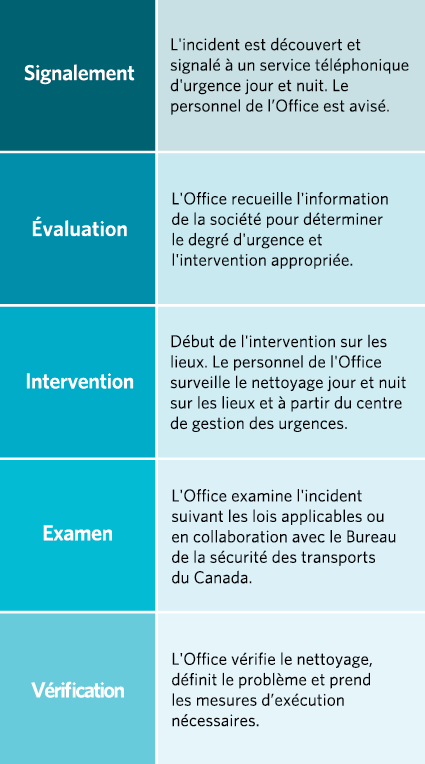 Signalement
L'incident est découvert et
signalé à un service téléphonique
d'urgence jour et nuit. Le
personnel de l’Office est avisé.
Évaluation
L'Office recueille l'information
de la société pour déterminer
le degré d'urgence et
l'intervention appropriée.
Intervention
Début de l'intervention sur les
lieux. Le personnel de l'Office
surveille le nettoyage jour et nuit
sur les lieux et à partir du centre
de gestion des urgences.
Examen
L'Office examine l'incident
suivant les lois applicables ou
en collaboration avec le Bureau
de la sécurité des transports
du Canada.
Vérification
L'Office vérifie le nettoyage,
définit le problème et prend
les mesures d’exécution
nécessaires.